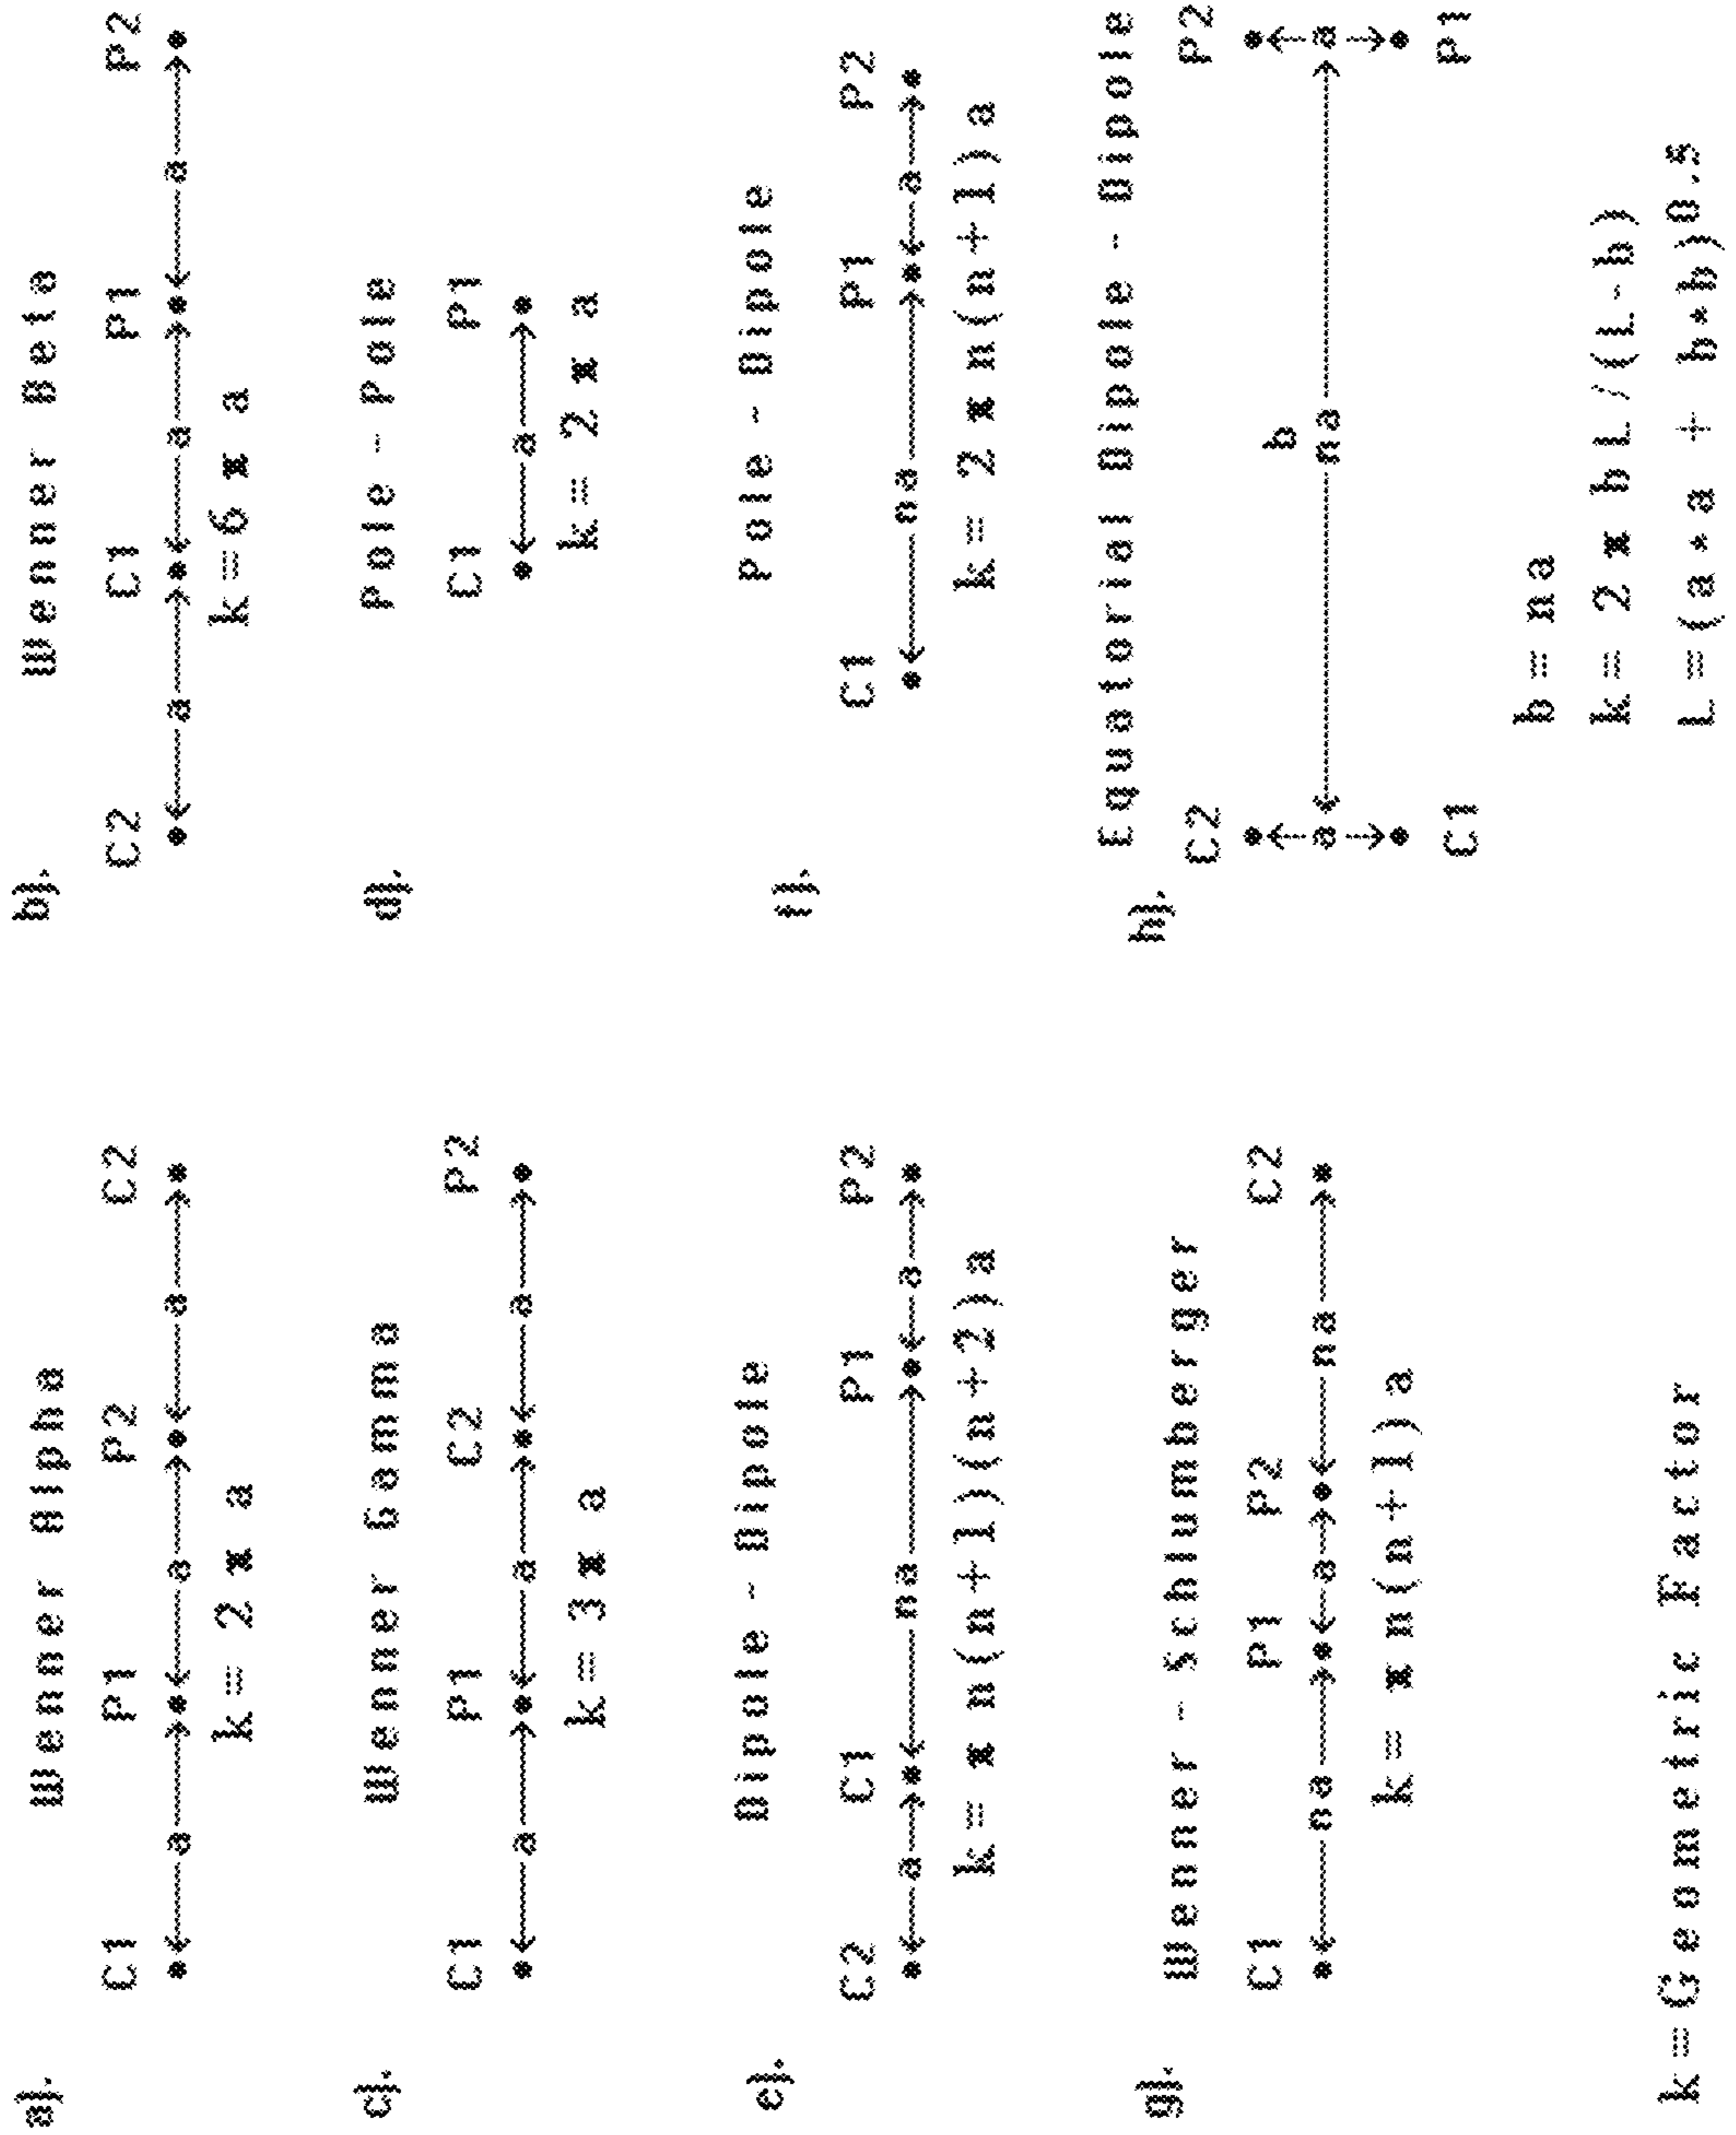 a). Wenner Alpha
C1 P1 P2 C2
a a a
k=2 π a
b). Wenner Beta
C2 C1 P1 P2
a a a
k=6 π a
c). Wenner Gamma
C1 P1 C2 P2
a a a
k=3 π a
d). Pole - Pole
C1 P1
a
k=2 π a
e). Dipole - Dipole
C2 C1 P1 P2
a na a
k= π n(n+1)(n+2)a
f). Pole - Dipole
C1 P1 P2
na a
k= 2 π n(n+1)a
g). Wenner - Schlumberger
C1 P1 P2 C2
na a na
k= π n(n+1)a
h). Equatorial Dipole - Dipole
C2 P2
b
a na a
C1 P1
b=na
k= 2 π bL/(L-b)
L=(a*a + b*b)0.5
k=Geometric Factor